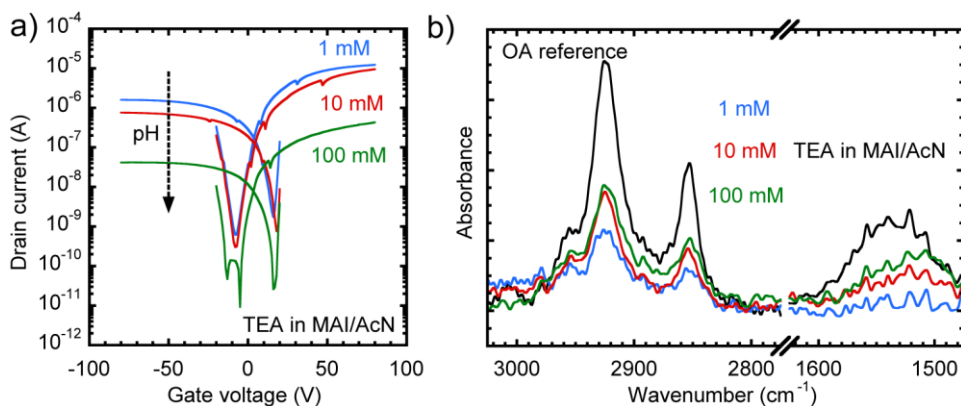 a)
10⁻⁴
10⁻⁵
10⁻⁶
10⁻⁷
10⁻⁸
10⁻⁹
10⁻¹⁰
10⁻¹¹
10⁻¹²
Drain current (A)
1 mM
10 mM
100 mM
pH
TEA in MAI/AcN
-100
-50
0
50
100
Gate voltage (V)
b)
OA reference
1 mM
10 mM
100 mM
TEA in MAI/AcN
Absorbance
3000
2900
2800
1600
1500
Wavenumber (cm⁻¹)